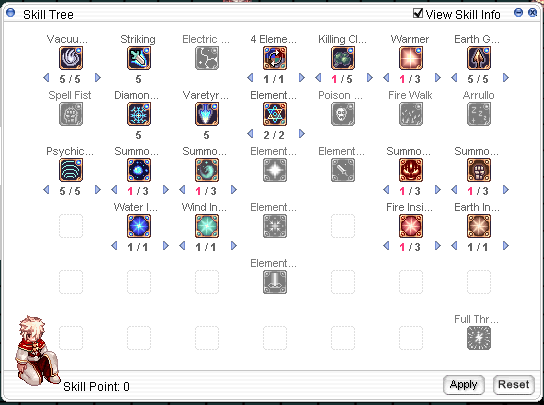 Skill Tree
View Skill Info
Vacuu... Striking Electric ... 4 Eleme... Killing Cl... Warmer Earth G...
5 / 5 5 1 / 1 1 / 5 1 / 3 5 / 5
Spell Fist Diamon... Varetyr... Element... Poison ... Fire Walk Arrullo
5 5 2 / 2
Psychic... Summo... Summo... Element... Element... Summo... Summo...
5 / 5 1 / 3 1 / 3 1 / 3 1 / 3
Water I... Wind In... Element... Fire Insi... Earth In...
1 / 1 1 / 1 1 / 3 1 / 1
Element...
Full Thr...
Skill Point: 0
Apply Reset